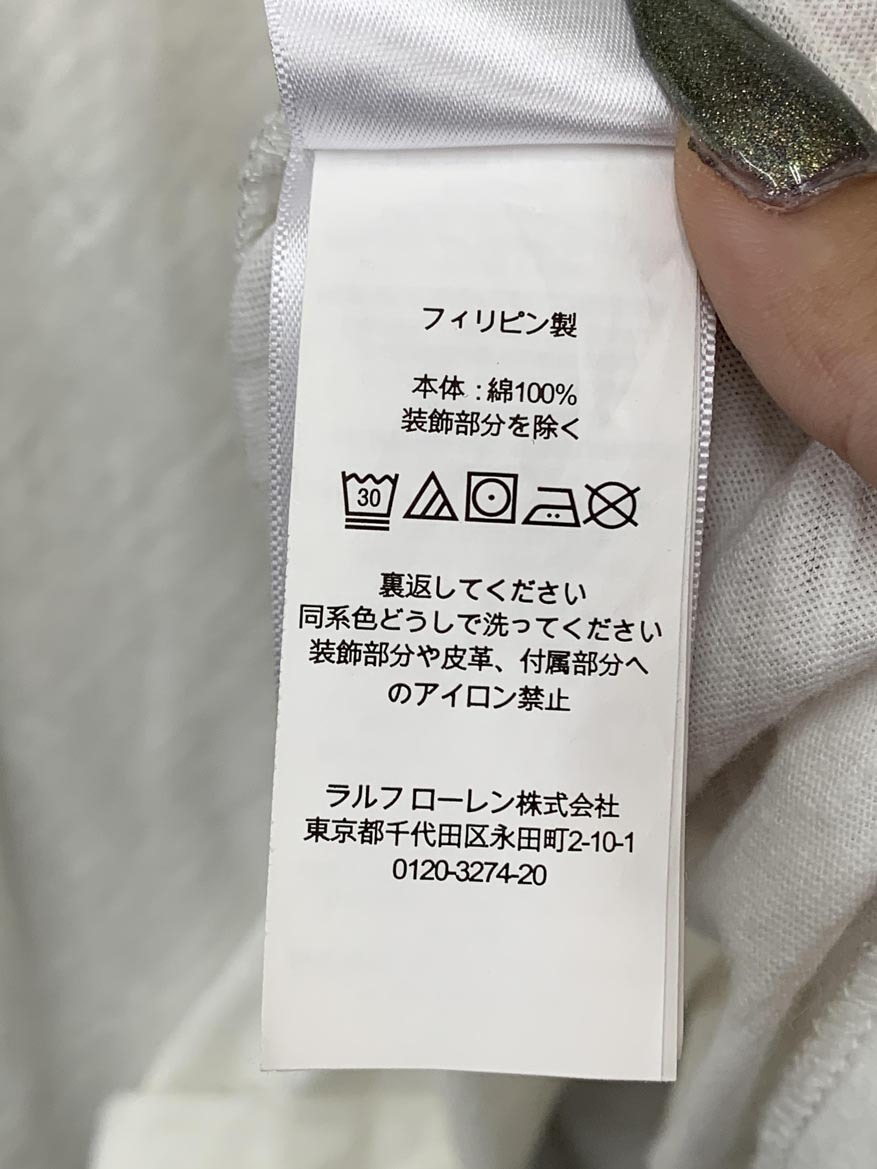 フィリピン製
本体 : 綿100%
装飾部分を除く
30
裏返してください
同系色どうしで洗ってください
装飾部分や皮革、付属部分へ
のアイロン禁止
ラルフ ローレン株式会社
東京都千代田区永田町2-10-1
0120-3274-20